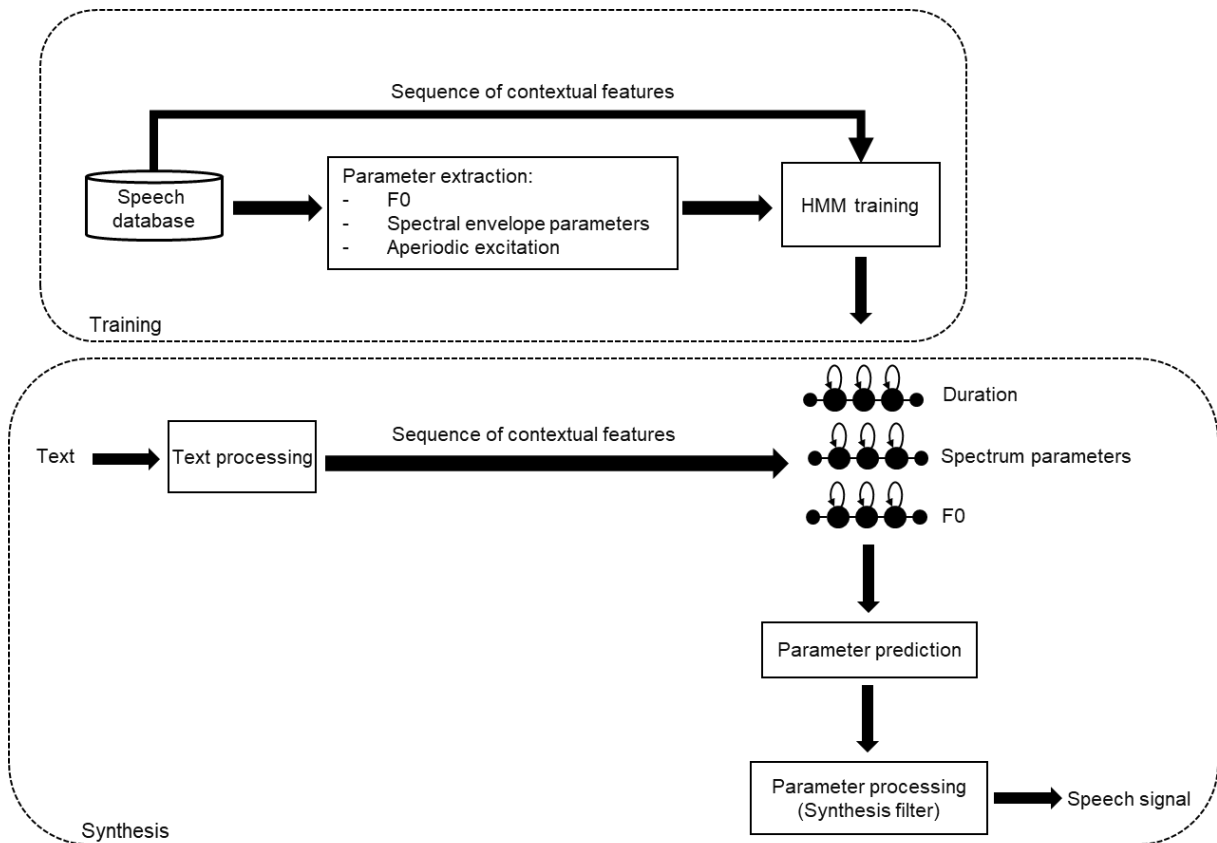 Sequence of contextual features
Speech
database
Parameter extraction:
- F0
- Spectral envelope parameters
- Aperiodic excitation
HMM training
Training
Duration
Text
Text processing
Sequence of contextual features
Spectrum parameters
F0
Parameter prediction
Parameter processing
(Synthesis filter)
Speech signal
Synthesis